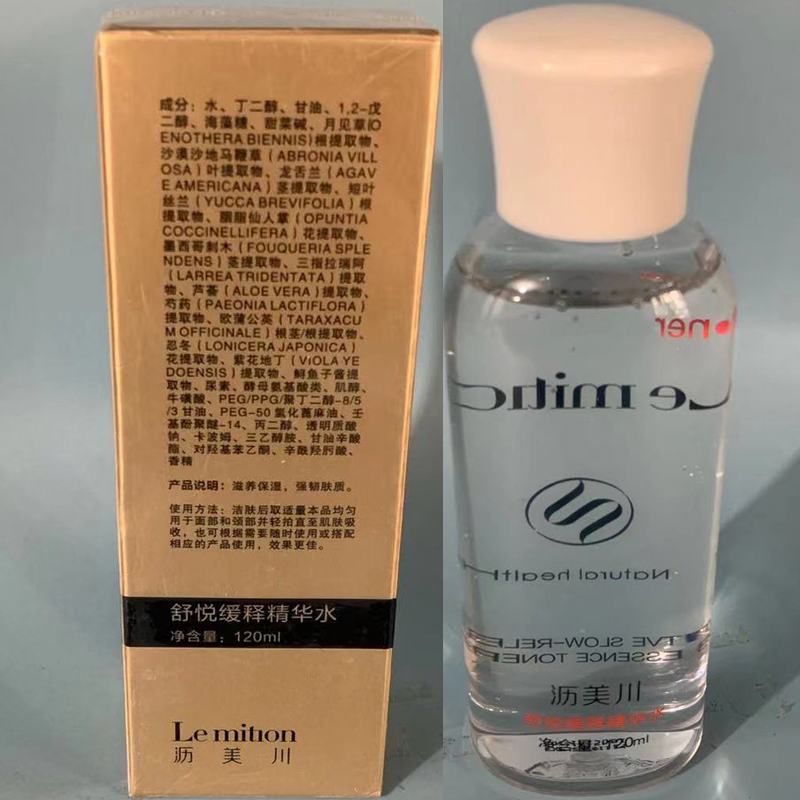 成分：水、丁二醇、甘油、1,2-戊
二醇、海藻糖、甜菜碱、月见草(O
ENOTHERA BIENNIS)根提取物、
沙漠沙地马鞭草（ABRONIA VILL
OSA）叶提取物、龙舌兰（AGAV
E AMERICANA）茎提取物、短叶
丝兰（YUCCA BREVIFOLIA）根
提取物、胭脂仙人掌（OPUNTIA
COCCINELLIFERA）花提取物、
墨西哥刺木（FOUQUERIA SPLE
NDENS）茎提取物、三指拉瑞阿
（LARREA TRIDENTATA）提取
物、芦荟（ALOE VERA）提取物、
芍药（PAEONIA LACTIFLORA）
提取物、欧蒲公英（TARAXACU
M OFFICINALE）根茎/根提取物、
忍冬（LONICERA JAPONICA）
花提取物、紫花地丁（VIOLA YE
DOENSIS）提取物、鲟鱼子酱提
取物、尿素、酵母氨基酸类、肌醇、
牛磺酸、PEG/PPG/聚丁二醇-8/5
/3 甘油、PEG-50 氢化蓖麻油、壬
基酚聚醚-14、丙二醇、透明质酸
钠、卡波姆、三乙醇胺、甘油辛酸
酯、对羟基苯乙酮、辛酰羟肟酸、
香精
产品说明：滋养保湿，强韧肤质。
使用方法：洁肤后取适量本品均匀
用于面部和颈部并轻拍直至肌肤吸
收，也可根据需要随时使用或搭配
相应的产品使用，效果更佳。
舒悦缓释精华水
净含量：120ml
Le mition
沥美川
oner
Le mition
Natural health
SLOW-RELE
ESSENCE TONER
沥美川
净含量:120ml